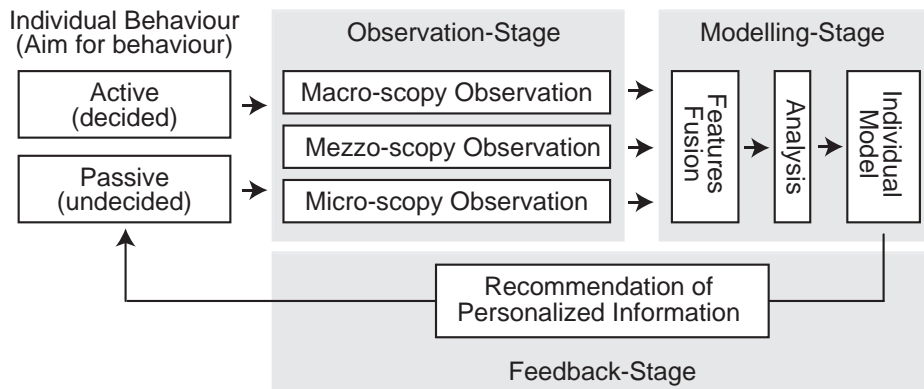 Individual Behaviour
(Aim for behaviour)
Active
(decided)
Passive
(undecided)
Observation-Stage
Macro-scopy Observation
Mezzo-scopy Observation
Micro-scopy Observation
Modelling-Stage
Features
Fusion
Analysis
Individual
Model
Recommendation of
Personalized Information
Feedback-Stage